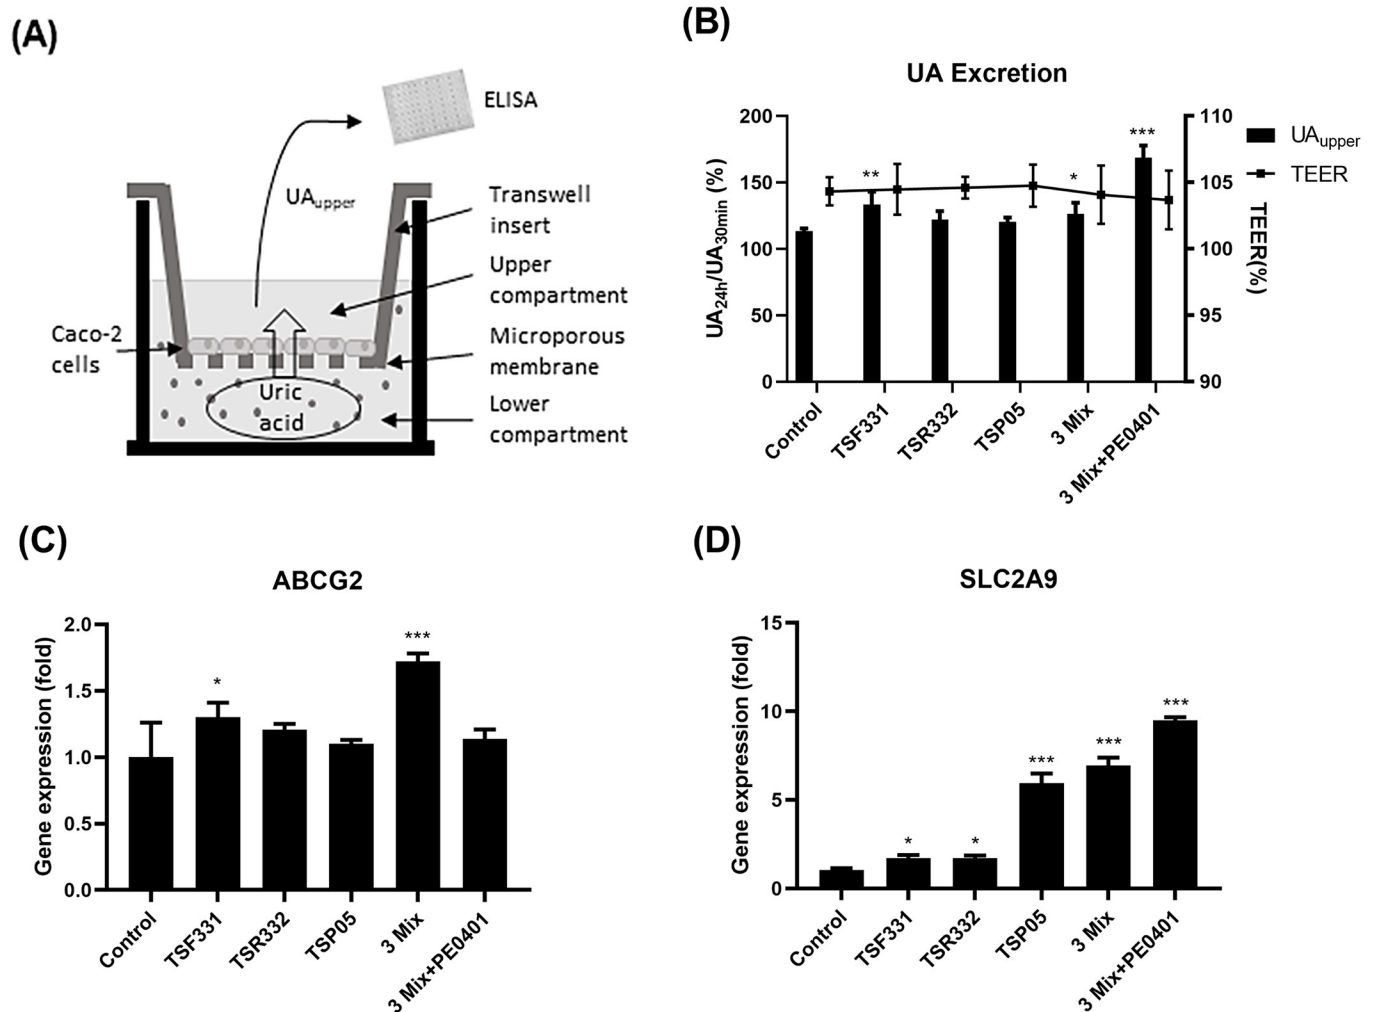 (A)
ELISA
UAupper
Transwell
insert
Upper
compartment
Caco-2
cells
Microporous
membrane
Uric
acid
Lower
compartment
(B)
UA Excretion
UA24h/UA30min (%)
200
150
100
50
0
**
*
***
110
105
100
95
90
TEER(%)
UAupper
TEER
Control
TSF331
TSR332
TSP05
3 Mix
3 Mix+PE0401
(C)
ABCG2
Gene expression (fold)
2.0
1.5
1.0
0.5
0.0
*
***
Control
TSF331
TSR332
TSP05
3 Mix
3 Mix+PE0401
(D)
SLC2A9
Gene expression (fold)
15
10
5
0
*
*
***
***
***
Control
TSF331
TSR332
TSP05
3 Mix
3 Mix+PE0401